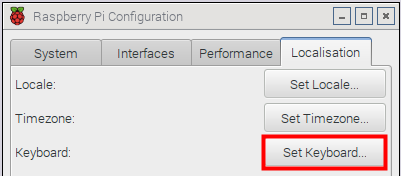 Raspberry Pi Configuration
System Interfaces Performance Localisation
Locale: Set Locale...
Timezone: Set Timezone...
Keyboard: Set Keyboard...